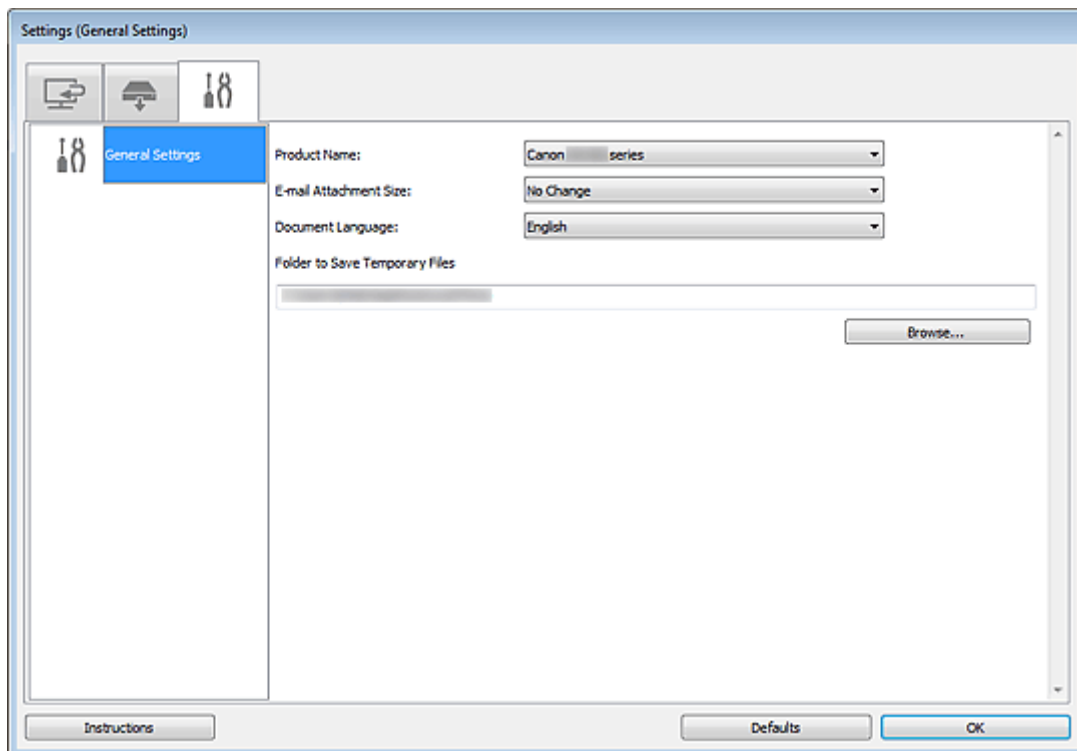 Settings (General Settings)
General Settings
Product Name:
Canon series
E-mail Attachment Size:
No Change
Document Language:
English
Folder to Save Temporary Files
Browse...
Instructions
Defaults
OK